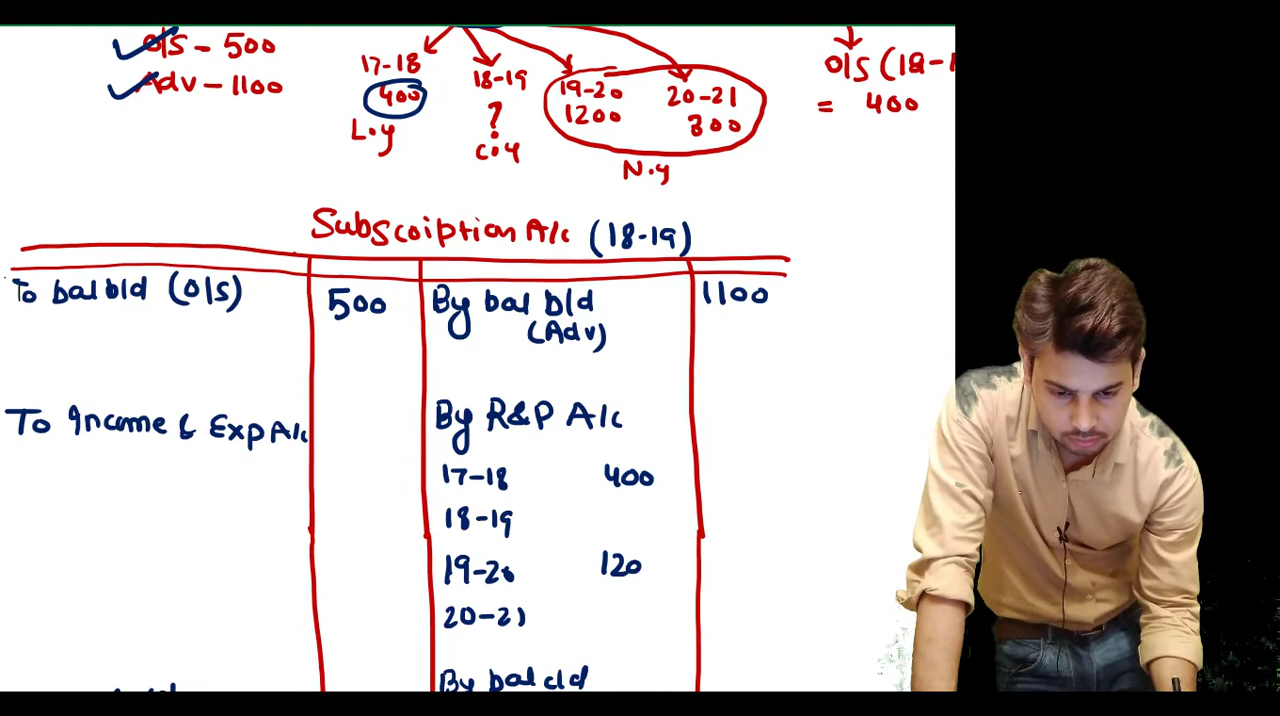 O/S - 500
Adv - 1100
17-18
400
L.y
18-19
?
C.Y
19-20
1200
20-21
800
N.y
O/S (18-1
= 400
Subscription A/c (18-19)
To bal b/d (O/S) 500 By bal b/d 1100
(Adv)
To Income & Exp A/c By R&P A/c
17-18 400
18-19
19-20 120
20-21
By bal c/d